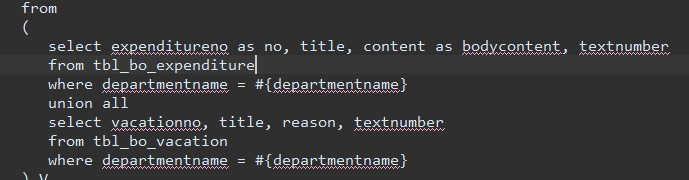 from
(
select expenditureno as no, title, content as bodycontent, textnumber
from tbl_bo_expenditure
where departmentname = #{departmentname}
union all
select vacationno, title, reason, textnumber
from tbl_bo_vacation
where departmentname = #{departmentname}
) V